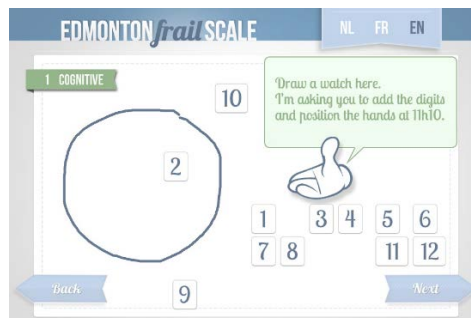 EDMONTON frail SCALE
NL FR EN
1 COGNITIVE
Draw a watch here.
I'm asking you to add the digits
and position the hands at 11h10.
10
2
1 3 4 5 6
7 8 11 12
9
Back
Next